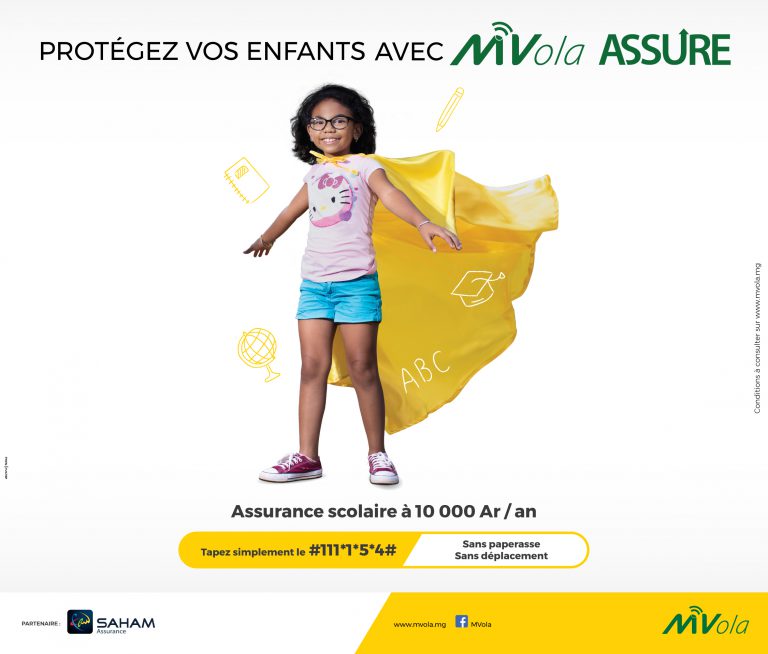 PROTÉGEZ VOS ENFANTS AVEC MVola ASSURE
ABC
Assurance scolaire à 10 000 Ar / an
Tapez simplement le #111*1*5*4#
Sans paperasse
Sans déplacement
Conditions à consulter sur www.mvola.mg
PARTENAIRE :
SAHAM
Assurance
www.mvola.mg
MVola
MVola